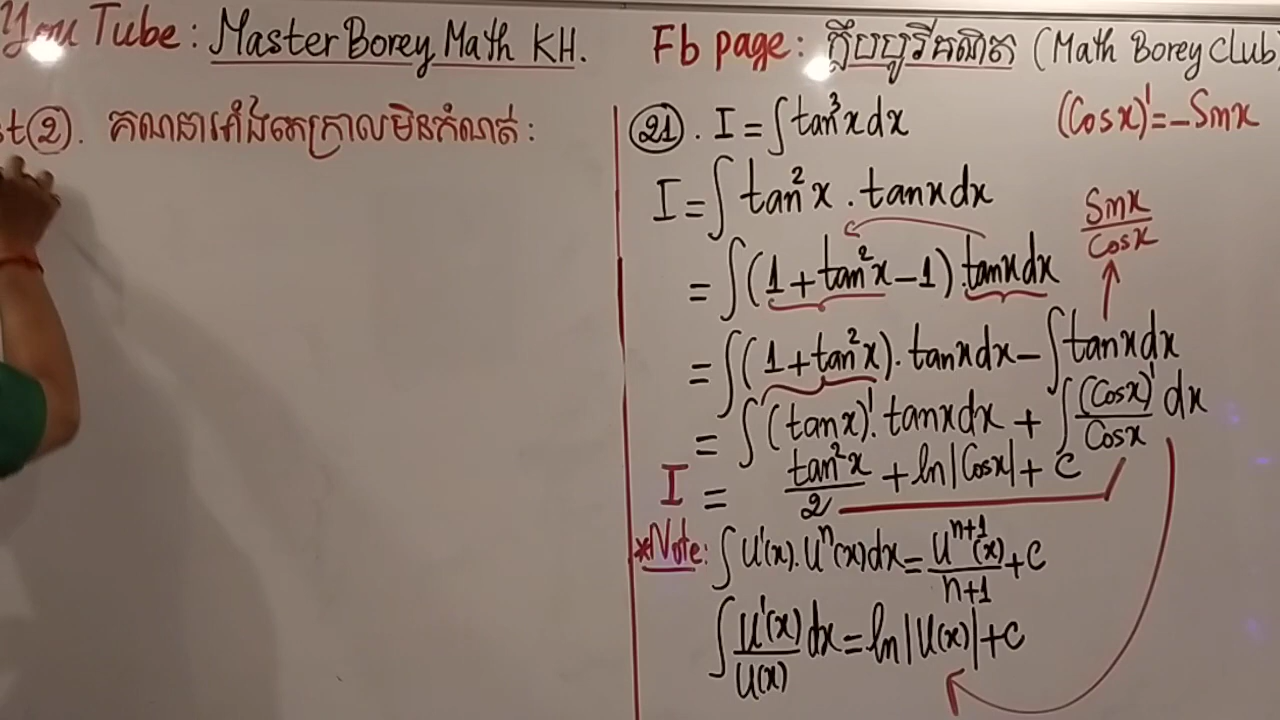 You Tube : Master Borey Math KH.
Fb page : ក្លឹបបូរីគណិត (Math Borey Club)
t(2). គណនាអាំងតេក្រាលមិនកំណត់ :
(21). I = ∫tan³x dx
(Cosx)' = -Sinx
I = ∫tan²x . tanx dx
Sinx/Cosx
= ∫(1 + tan²x - 1) . tanx dx
= ∫(1 + tan²x) . tanx dx - ∫tanx dx
= ∫(tanx)' . tanx dx + ∫(Cosx)'/Cosx dx
I = tan²x/2 + ln|Cosx| + C
*Note: ∫U'(x).Uⁿ(x)dx = Uⁿ⁺¹(x)/n+1 + C
∫U'(x)/U(x) dx = ln|U(x)| + C